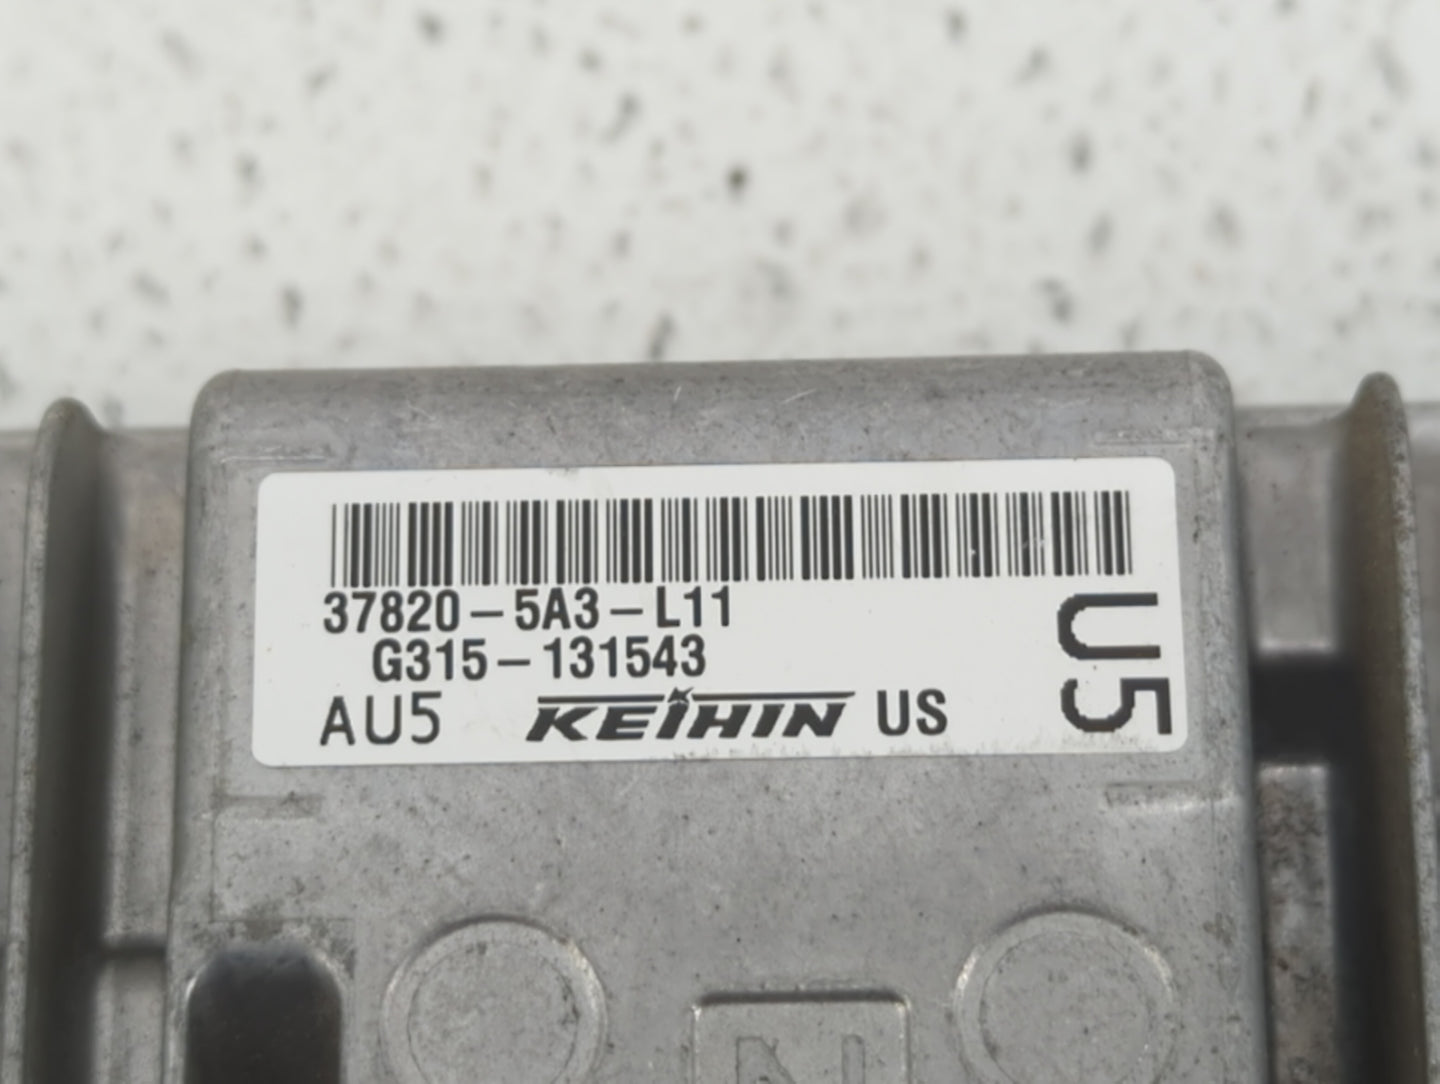 37820-5A3-L11
G315-131543
AU5 KEIHIN US
U5
N